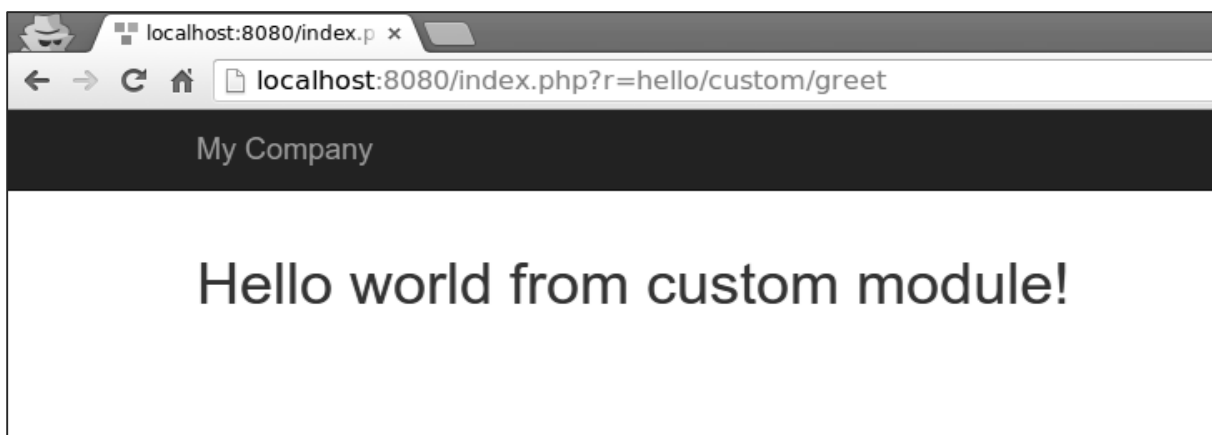 localhost:8080/index.p
localhost:8080/index.php?r=hello/custom/greet
My Company
Hello world from custom module!